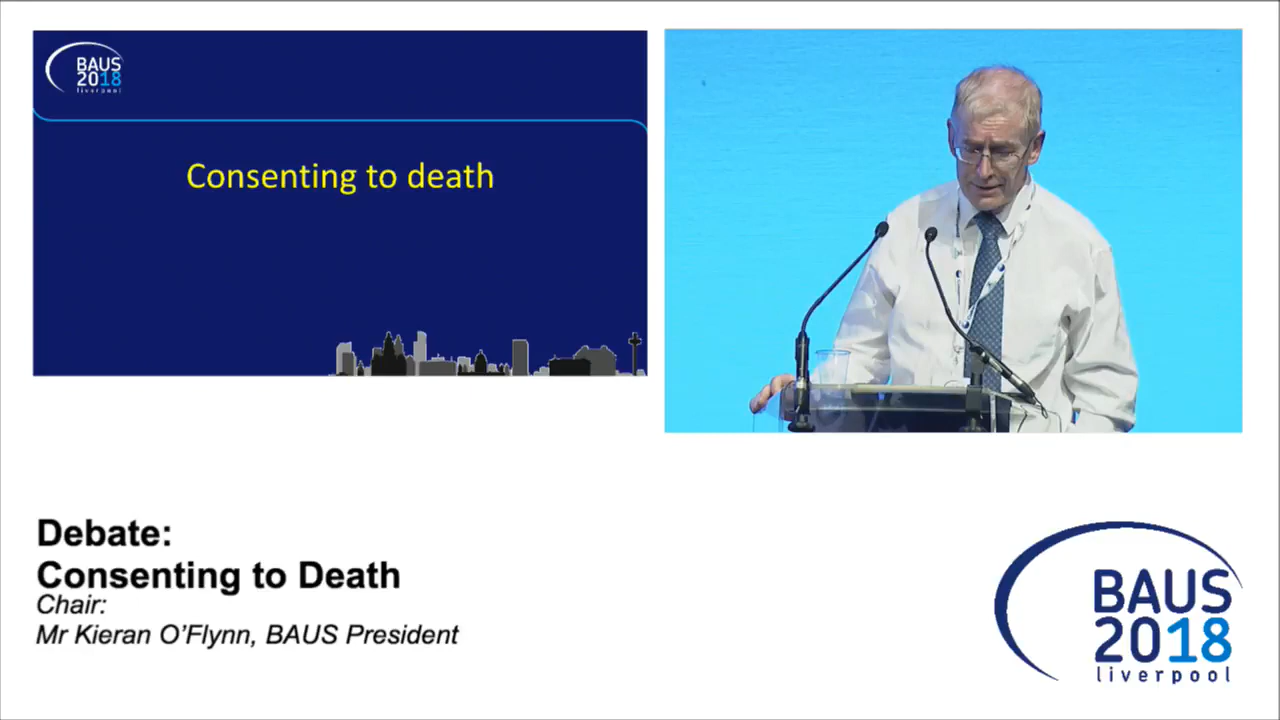 BAUS
2018
liverpool
Consenting to death
Debate:
Consenting to Death
Chair:
Mr Kieran O'Flynn, BAUS President
BAUS
2018
liverpool